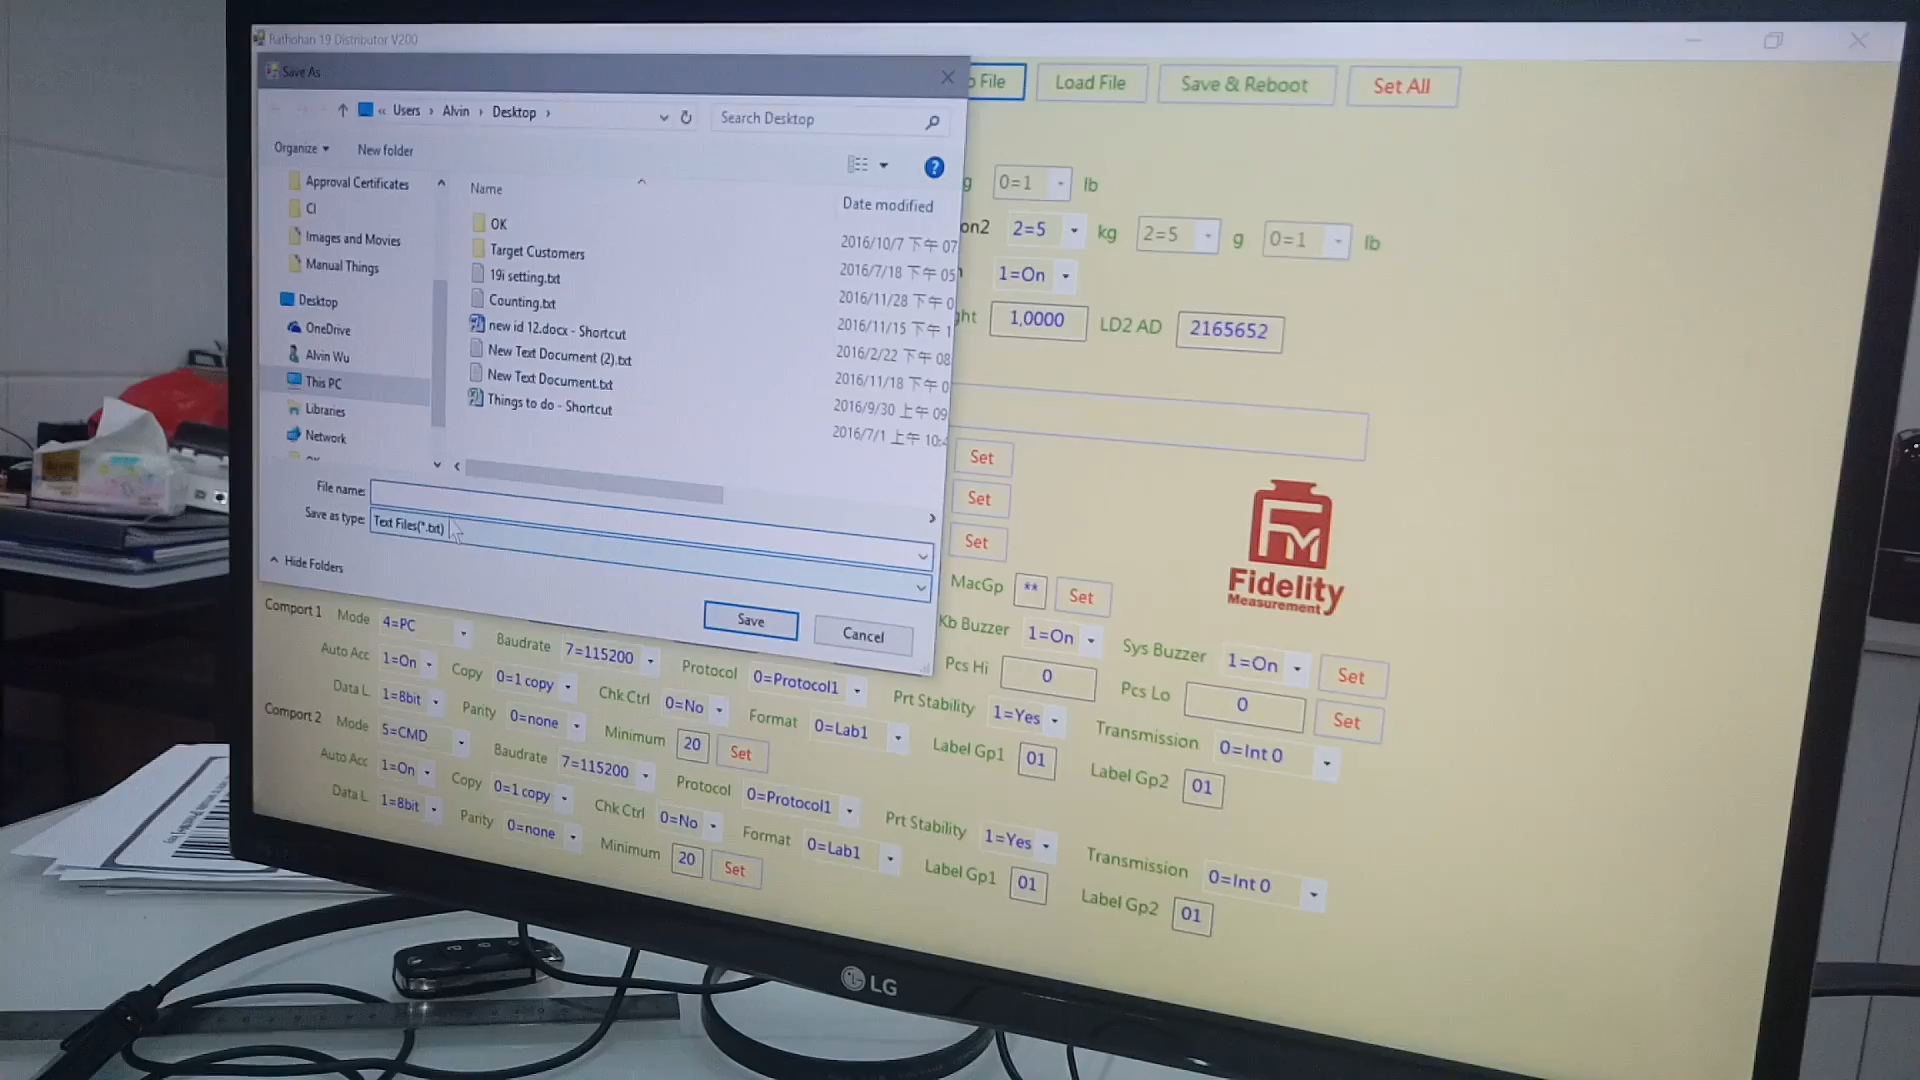 Rathohan 19 Distributor V200
Save As
File
Load File
Save & Reboot
Set All
« Users › Alvin › Desktop ›
Search Desktop
Organize
New folder
Name
Date modified
Approval Certificates
CI
Images and Movies
Manual Things
Desktop
OneDrive
Alvin Wu
This PC
Libraries
Network
OK
2016/10/7 下午 07
Target Customers
2016/7/18 下午 05
19i setting.txt
2016/11/28 下午 0
Counting.txt
2016/11/15 下午 1
new id 12.docx - Shortcut
2016/2/22 下午 08
New Text Document (2).txt
2016/11/18 下午 0
New Text Document.txt
2016/9/30 上午 09
Things to do - Shortcut
2016/7/1 上午 10:4
File name:
Save as type: Text Files(*.txt)
Hide Folders
Save
Cancel
g 0=1 lb
on2 2=5 kg 2=5 g 0=1 lb
1=On
ght 1,0000 LD2 AD 2165652
Set
Set
Set
FM
Fidelity
Measurement
MacGp ** Set
Kb Buzzer 1=On Sys Buzzer 1=On Set
Pcs Hi 0 Pcs Lo 0 Set
Comport 1 Mode 4=PC Baudrate 7=115200 Protocol 0=Protocol1 Prt Stability 1=Yes Transmission 0=Int 0
Auto Acc 1=On Copy 0=1 copy Chk Ctrl 0=No Format 0=Lab1 Label Gp1 01 Label Gp2 01
Data L 1=8bit Parity 0=none Minimum 20 Set
Comport 2 Mode 5=CMD Baudrate 7=115200 Protocol 0=Protocol1 Prt Stability 1=Yes Transmission 0=Int 0
Auto Acc 1=On Copy 0=1 copy Chk Ctrl 0=No Format 0=Lab1 Label Gp1 01 Label Gp2 01
Data L 1=8bit Parity 0=none Minimum 20 Set
LG